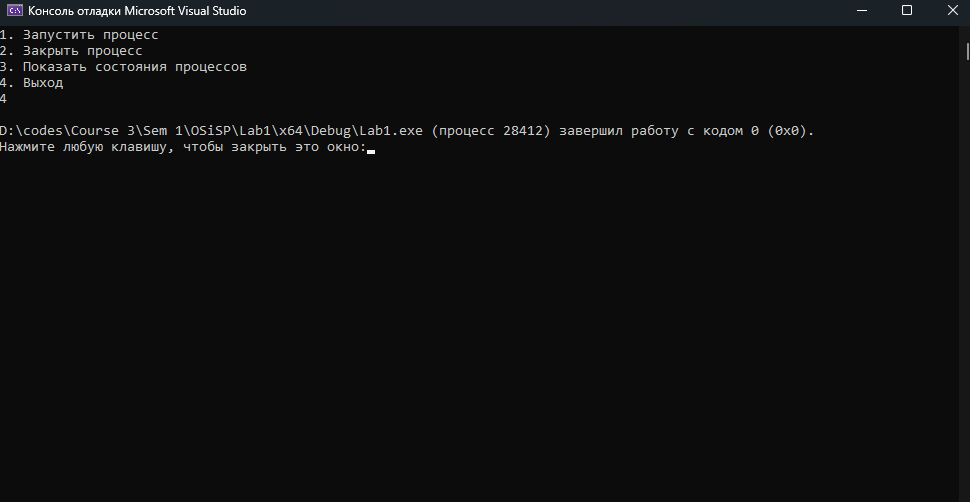 Консоль отладки Microsoft Visual Studio
1. Запустить процесс
2. Закрыть процесс
3. Показать состояния процессов
4. Выход
4
D:\codes\Course 3\Sem 1\OSiSP\Lab1\x64\Debug\Lab1.exe (процесс 28412) завершил работу с кодом 0 (0x0).
Нажмите любую клавишу, чтобы закрыть это окно: